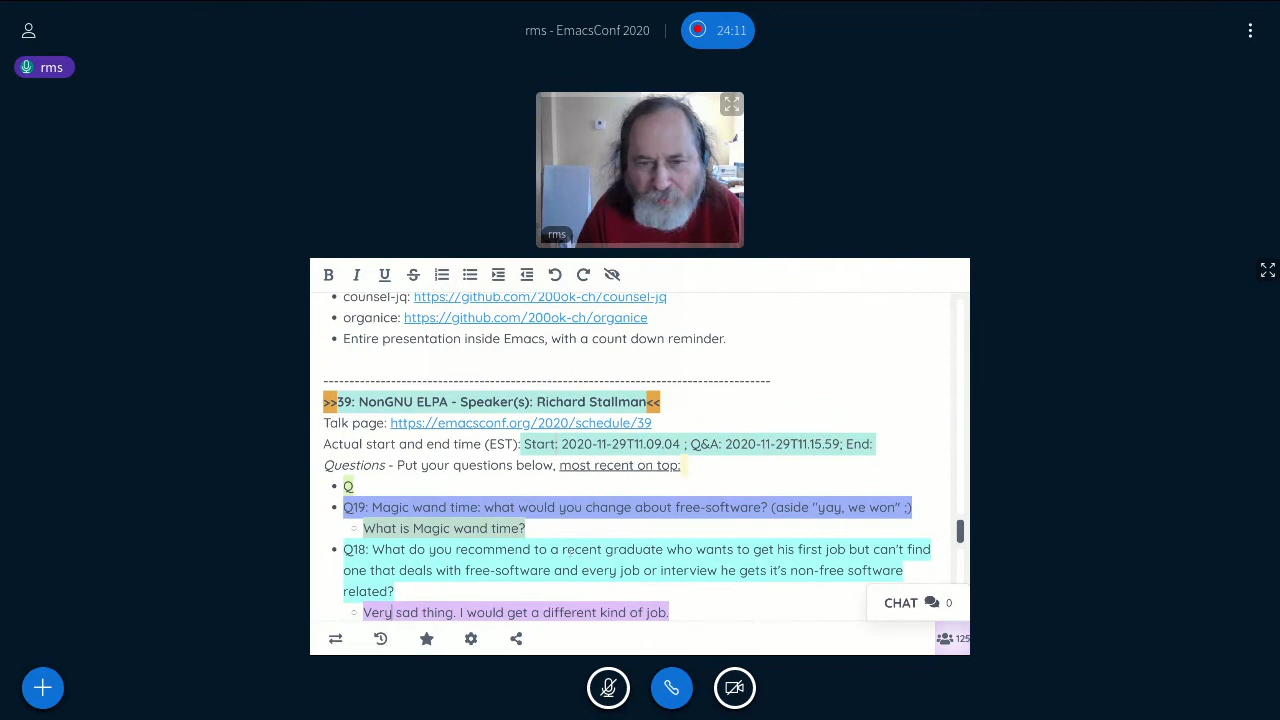 rms - EmacsConf 2020
24:11
rms
rms
counsel-jq: https://github.com/200ok-ch/counsel-jq
organice: https://github.com/200ok-ch/organice
Entire presentation inside Emacs, with a count down reminder.
--------------------------------------------------------------------------------
>>39: NonGNU ELPA - Speaker(s): Richard Stallman<<
Talk page: https://emacsconf.org/2020/schedule/39
Actual start and end time (EST): Start: 2020-11-29T11.09.04 ; Q&A: 2020-11-29T11.15.59; End:
Questions - Put your questions below, most recent on top:
Q
Q19: Magic wand time: what would you change about free-software? (aside "yay, we won" ;)
What is Magic wand time?
Q18: What do you recommend to a recent graduate who wants to get his first job but can't find
one that deals with free-software and every job or interview he gets it's non-free software
related?
Very sad thing. I would get a different kind of job.
CHAT 0
125